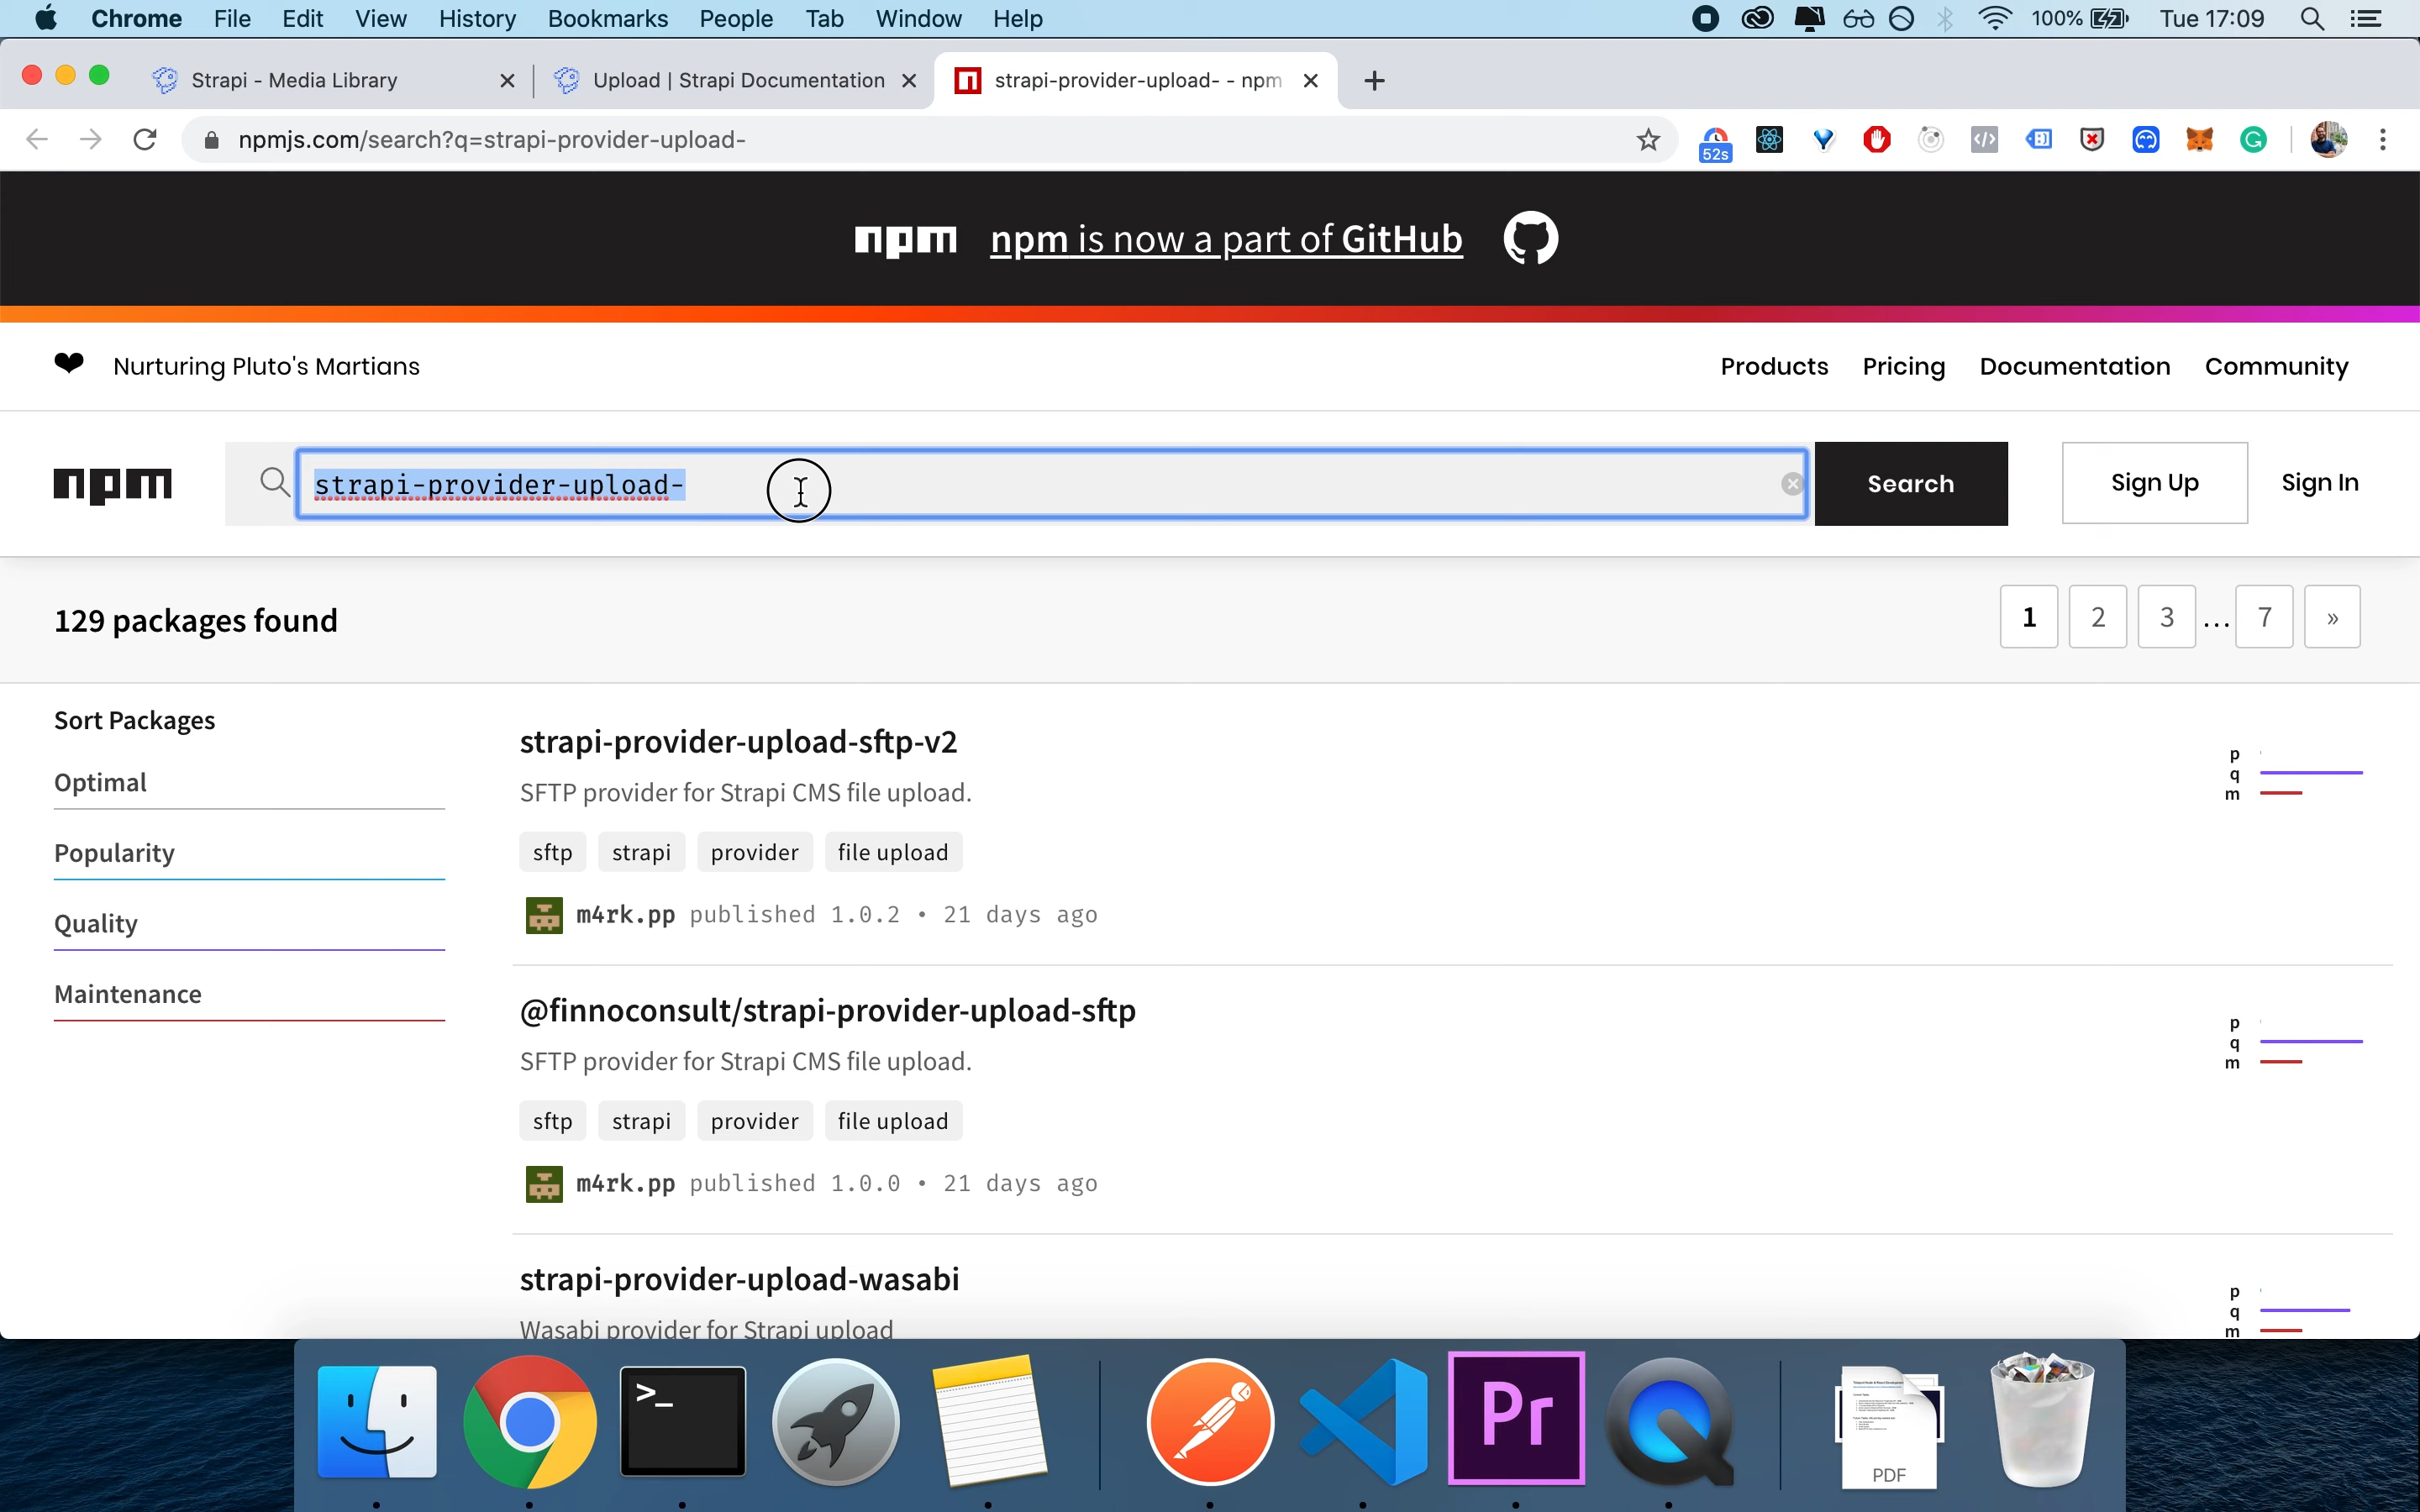 Chrome File Edit View History Bookmarks People Tab Window Help 100% Tue 17:09
Strapi - Media Library Upload | Strapi Documentation strapi-provider-upload- - npm
npmjs.com/search?q=strapi-provider-upload- 52s
npm npm is now a part of GitHub
Nurturing Pluto's Martians Products Pricing Documentation Community
npm strapi-provider-upload- Search Sign Up Sign In
129 packages found 1 2 3 ... 7 »
Sort Packages
Optimal
Popularity
Quality
Maintenance
strapi-provider-upload-sftp-v2
SFTP provider for Strapi CMS file upload.
sftp strapi provider file upload
m4rk.pp published 1.0.2 • 21 days ago
p
q
m
@finnoconsult/strapi-provider-upload-sftp
SFTP provider for Strapi CMS file upload.
sftp strapi provider file upload
m4rk.pp published 1.0.0 • 21 days ago
p
q
m
strapi-provider-upload-wasabi
Wasabi provider for Strapi upload
p
q
m
>_
Pr
PDF